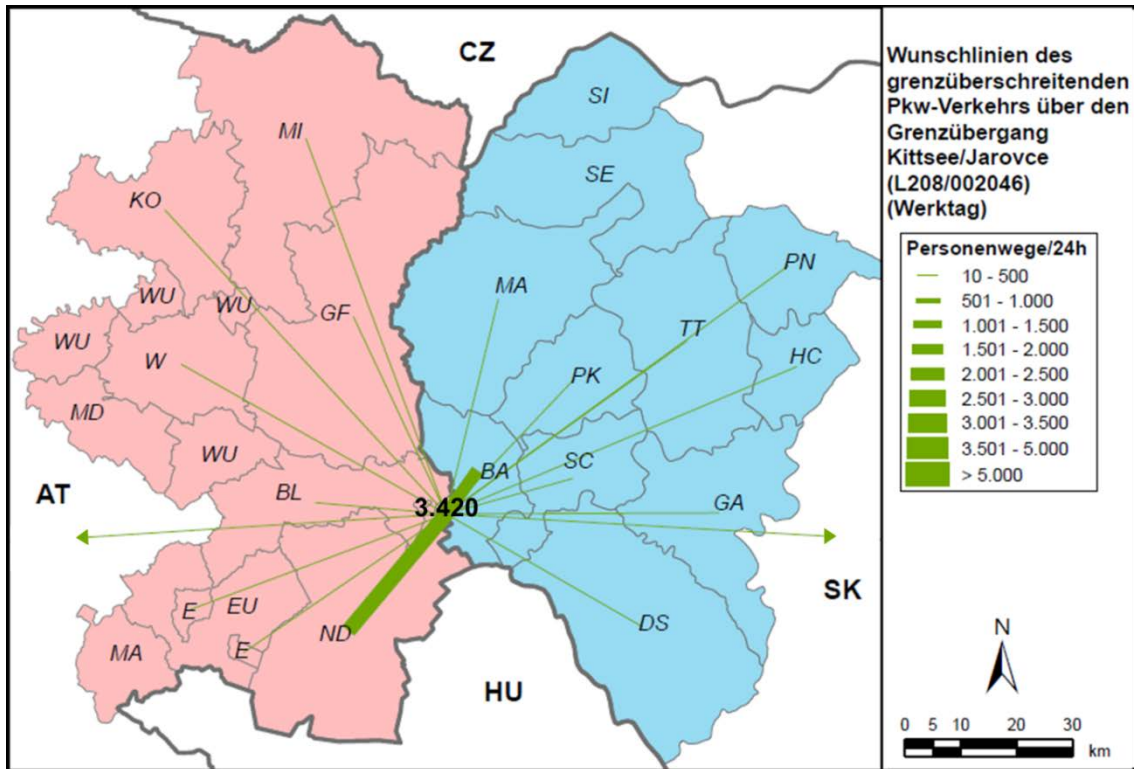 CZ
SI
MI
SE
KO
PN
WU
WU
MA
GF
TT
WU
W
HC
PK
MD
WU
BA
SC
BL
AT
3.420
GA
SK
E
EU
DS
ND
E
MA
HU
Wunschlinien des
grenzüberschreitenden
Pkw-Verkehrs über den
Grenzübergang
Kittsee/Jarovce
(L208/002046)
(Werktag)
Personenwege/24h
10 - 500
501 - 1.000
1.001 - 1.500
1.501 - 2.000
2.001 - 2.500
2.501 - 3.000
3.001 - 3.500
3.501 - 5.000
> 5.000
N
0 5 10 20 30
km